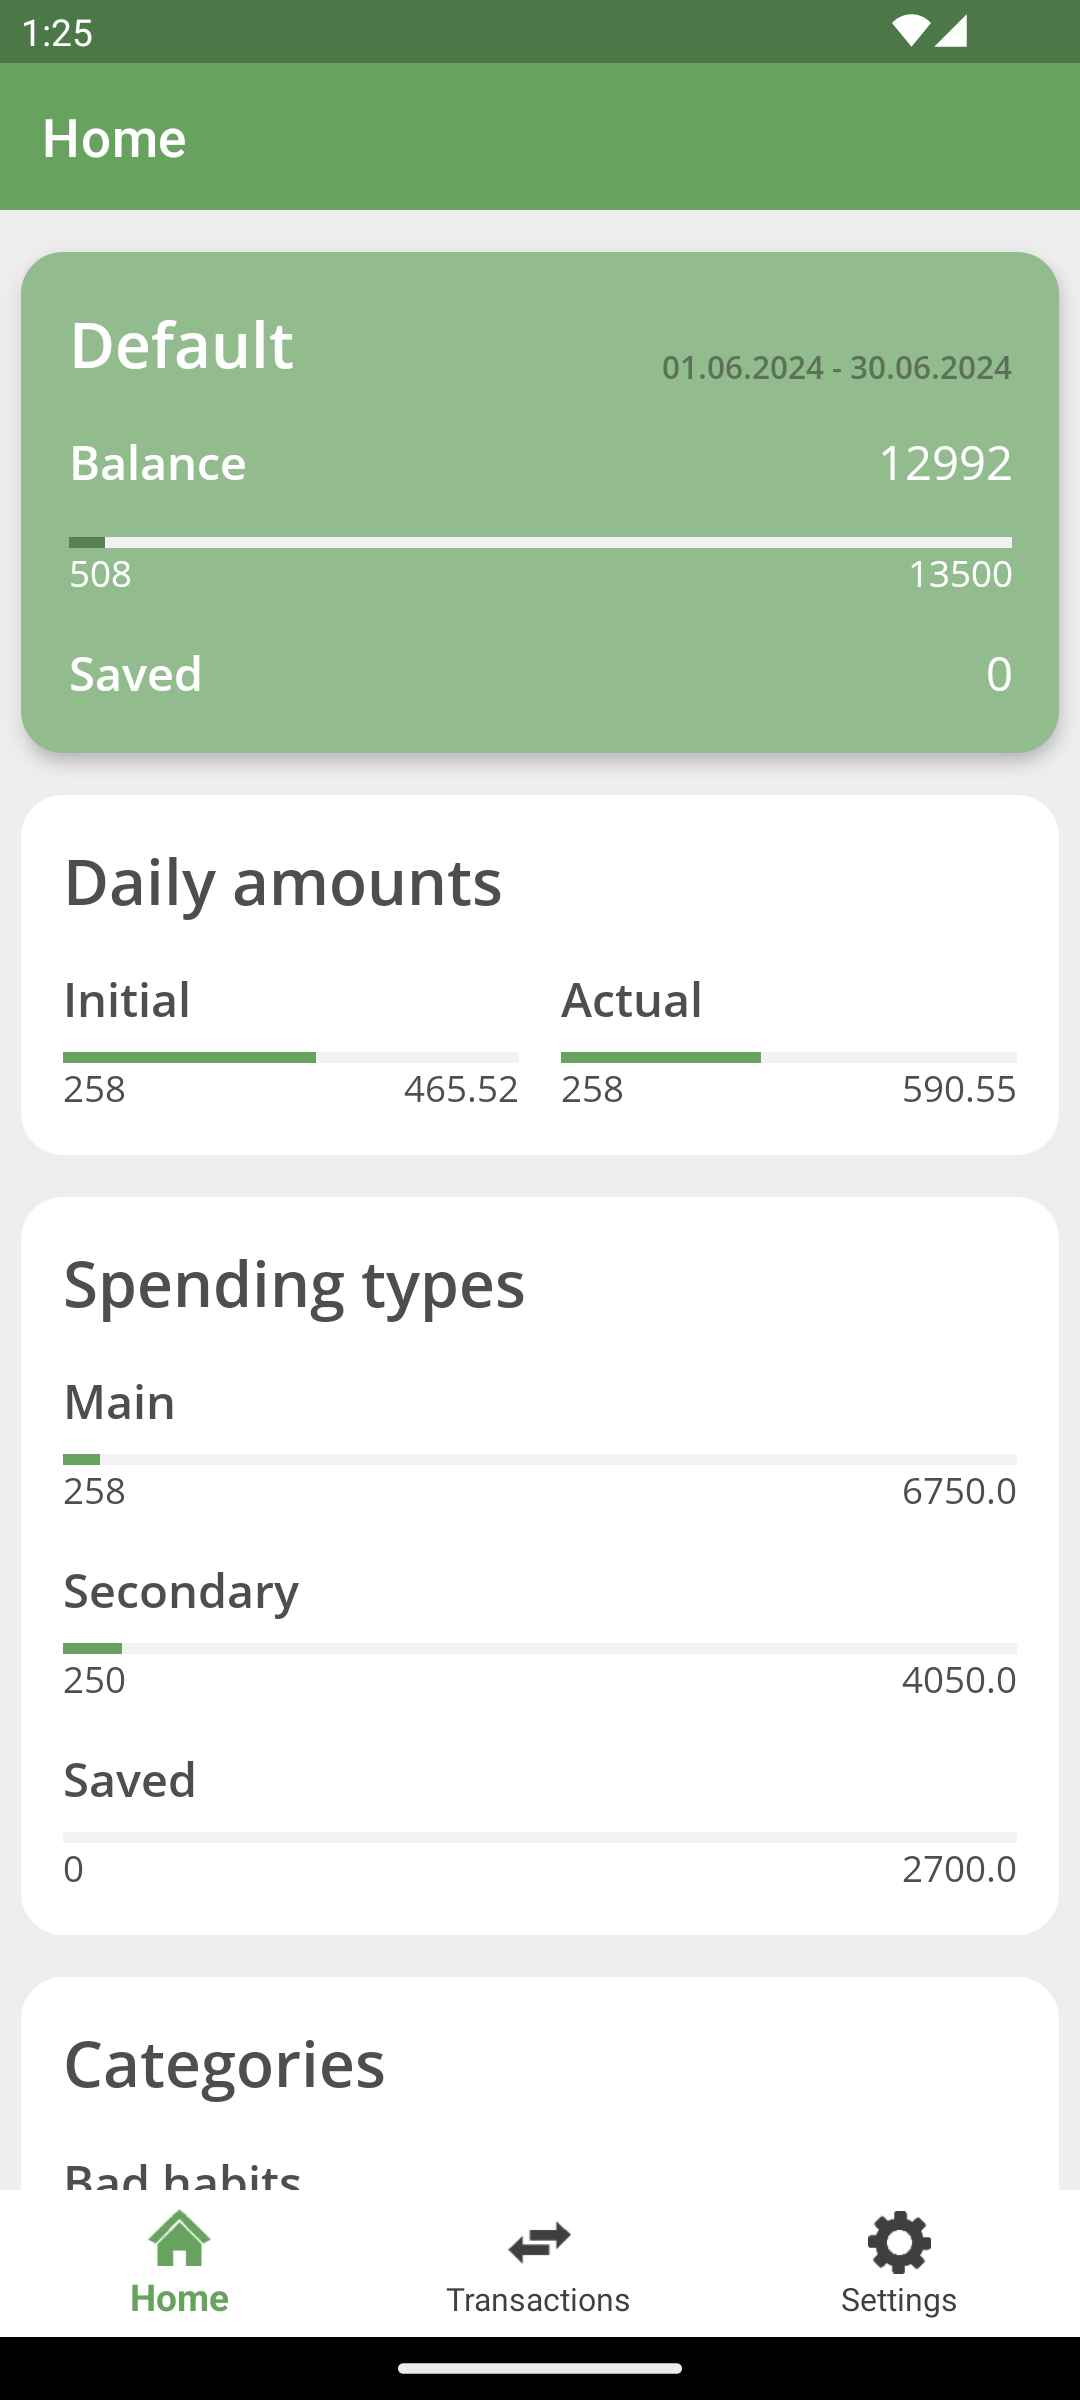 1:25
Home
Default
01.06.2024 - 30.06.2024
Balance 12992
508 13500
Saved 0
Daily amounts
Initial Actual
258 465.52 258 590.55
Spending types
Main
258 6750.0
Secondary
250 4050.0
Saved
0 2700.0
Categories
Bad habits
Home Transactions Settings